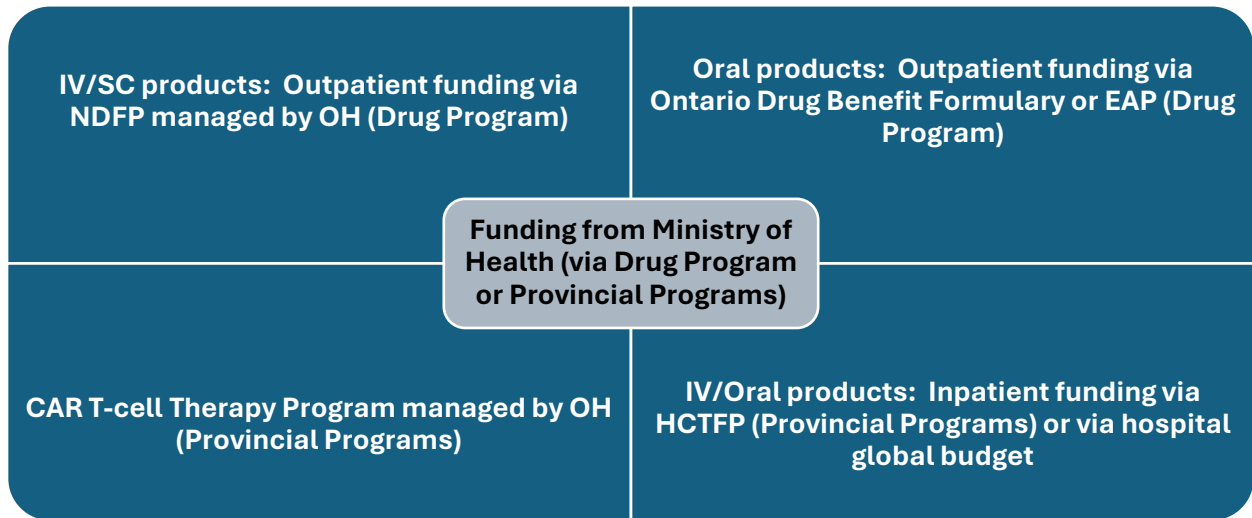 IV/SC products:  Outpatient funding via
NDFP managed by OH (Drug Program)
Oral products:  Outpatient funding via
Ontario Drug Benefit Formulary or EAP (Drug
Program)
Funding from Ministry of
Health (via Drug Program
or Provincial Programs)
CAR T-cell Therapy Program managed by OH
(Provincial Programs)
IV/Oral products:  Inpatient funding via
HCTFP (Provincial Programs) or via hospital
global budget